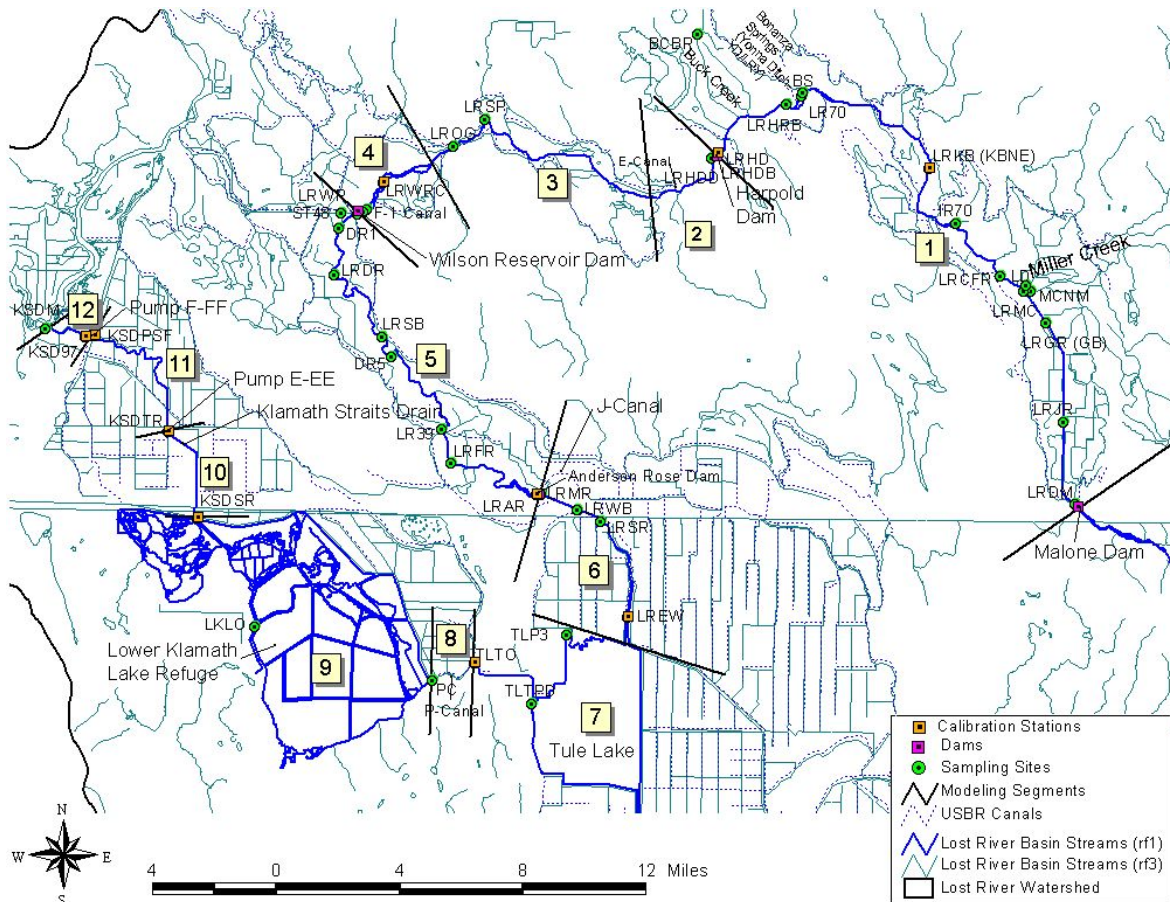 BCBR
Bonanza
Springs
(Yonna Ditch
Buck Creek
KBS
LR70
LRHRB
LRSP
LROG
4
E-Canal
LRHD
LRHDB
LRHDD
Harpold
Dam
LRKB (KBNE)
3
LRWRC
F-1 Canal
ST48
DR1
2
1
Wilson Reservoir Dam
LRDR
LRCFR
Miller Creek
MCNM
LRMC
LRGR (GB)
KSDM
12
Pump F-FF
KSDPSF
KSD97
11
LRSB
DR5
5
Pump E-EE
Klamath Straits Drain
J-Canal
KSDTR
LR39
LRFR
LRJR
10
Anderson Rose Dam
KSDSR
LRAR
LRMR
LRWB
LRSR
LRDM
Malone Dam
6
LREW
LKLO
Lower Klamath
Lake Refuge
9
8
TLTO
TLP3
PC
P-Canal
7
Tule Lake
Calibration Stations
Dams
Sampling Sites
Modeling Segments
USBR Canals
Lost River Basin Streams (rf1)
Lost River Basin Streams (rf3)
Lost River Watershed
N
W
E
S
4 0 4 8 12 Miles